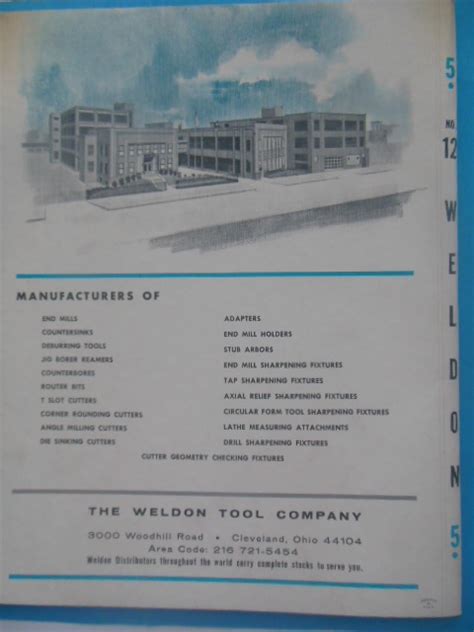 MANUFACTURERS OF
END MILLS
COUNTERSINKS
DEBURRING TOOLS
JIG BORER REAMERS
COUNTERBORES
ROUTER BITS
T SLOT CUTTERS
CORNER ROUNDING CUTTERS
ANGLE MILLING CUTTERS
DIE SINKING CUTTERS
ADAPTERS
END MILL HOLDERS
STUB ARBORS
END MILL SHARPENING FIXTURES
TAP SHARPENING FIXTURES
AXIAL RELIEF SHARPENING FIXTURES
CIRCULAR FORM TOOL SHARPENING FIXTURES
LATHE MEASURING ATTACHMENTS
DRILL SHARPENING FIXTURES
CUTTER GEOMETRY CHECKING FIXTURES
THE WELDON TOOL COMPANY
3000 Woodhill Road • Cleveland, Ohio 44104
Area Code: 216 721-5454
Weldon Distributors throughout the world carry complete stocks to serve you.
5.
NO.
12
WELDON
5.